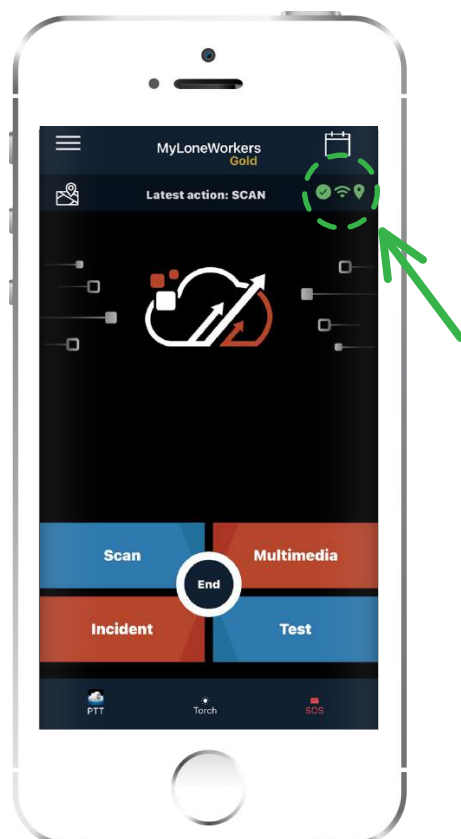 MyLoneWorkers
Gold
Latest action: SCAN
Scan
Multimedia
End
Incident
Test
PTT
Torch
SOS